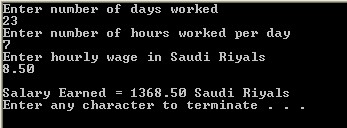 Enter number of days worked
23
Enter number of hours worked per day
7
Enter hourly wage in Saudi Riyals
8.50
Salary Earned = 1368.50 Saudi Riyals
Enter any character to terminate . . .